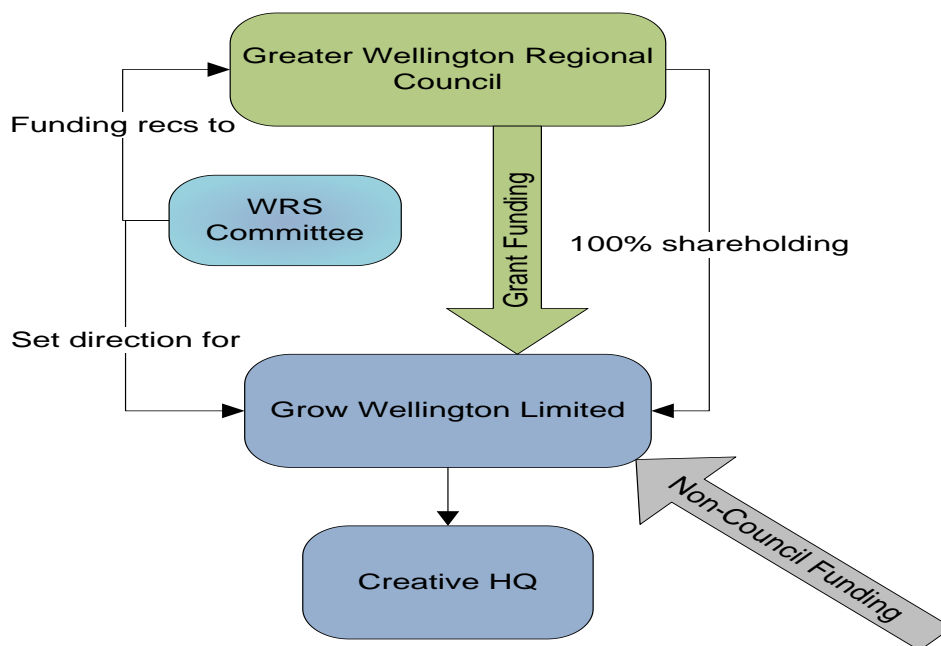 Greater Wellington Regional
Council
Funding recs to
WRS
Committee
Grant Funding
100% shareholding
Set direction for
Grow Wellington Limited
Non-Council Funding
Creative HQ